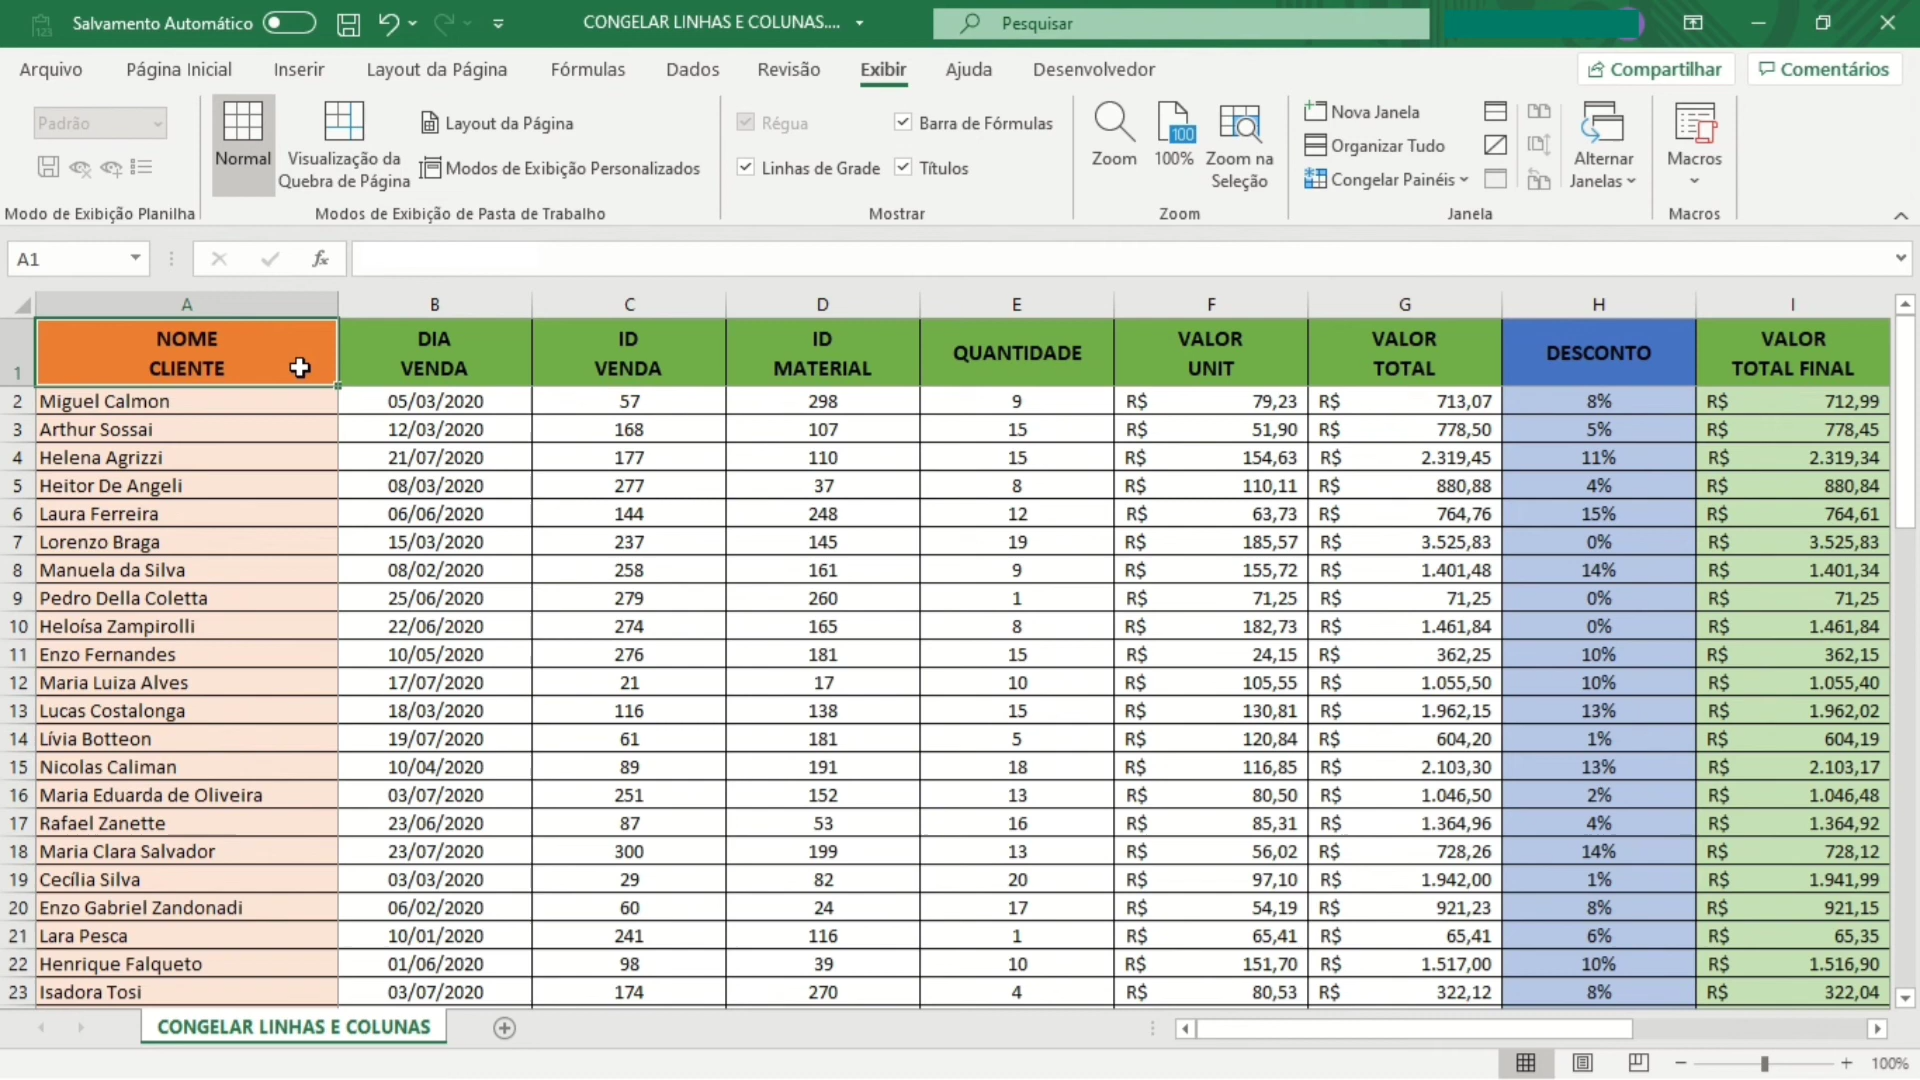 Salvamento Automático CONGELAR LINHAS E COLUNAS.... Pesquisar
Arquivo Página Inicial Inserir Layout da Página Fórmulas Dados Revisão Exibir Ajuda Desenvolvedor Compartilhar Comentários
Padrão
Normal
Visualização da
Quebra de Página
Layout da Página
Modos de Exibição Personalizados
Régua
Barra de Fórmulas
Linhas de Grade
Títulos
Zoom
100
100%
Zoom na
Seleção
Nova Janela
Organizar Tudo
Congelar Painéis
Alternar
Janelas
Macros
Modo de Exibição Planilha Modos de Exibição de Pasta de Trabalho Mostrar Zoom Janela Macros
A1 fx
A B C D E F G H I
1 NOME CLIENTE DIA VENDA ID VENDA ID MATERIAL QUANTIDADE VALOR UNIT VALOR TOTAL DESCONTO VALOR TOTAL FINAL
2 Miguel Calmon 05/03/2020 57 298 9 R$ 79,23 R$ 713,07 8% R$ 712,99
3 Arthur Sossai 12/03/2020 168 107 15 R$ 51,90 R$ 778,50 5% R$ 778,45
4 Helena Agrizzi 21/07/2020 177 110 15 R$ 154,63 R$ 2.319,45 11% R$ 2.319,34
5 Heitor De Angeli 08/03/2020 277 37 8 R$ 110,11 R$ 880,88 4% R$ 880,84
6 Laura Ferreira 06/06/2020 144 248 12 R$ 63,73 R$ 764,76 15% R$ 764,61
7 Lorenzo Braga 15/03/2020 237 145 19 R$ 185,57 R$ 3.525,83 0% R$ 3.525,83
8 Manuela da Silva 08/02/2020 258 161 9 R$ 155,72 R$ 1.401,48 14% R$ 1.401,34
9 Pedro Della Coletta 25/06/2020 279 260 1 R$ 71,25 R$ 71,25 0% R$ 71,25
10 Heloísa Zampirolli 22/06/2020 274 165 8 R$ 182,73 R$ 1.461,84 0% R$ 1.461,84
11 Enzo Fernandes 10/05/2020 276 181 15 R$ 24,15 R$ 362,25 10% R$ 362,15
12 Maria Luiza Alves 17/07/2020 21 17 10 R$ 105,55 R$ 1.055,50 10% R$ 1.055,40
13 Lucas Costalonga 18/03/2020 116 138 15 R$ 130,81 R$ 1.962,15 13% R$ 1.962,02
14 Lívia Botteon 19/07/2020 61 181 5 R$ 120,84 R$ 604,20 1% R$ 604,19
15 Nicolas Caliman 10/04/2020 89 191 18 R$ 116,85 R$ 2.103,30 13% R$ 2.103,17
16 Maria Eduarda de Oliveira 03/07/2020 251 152 13 R$ 80,50 R$ 1.046,50 2% R$ 1.046,48
17 Rafael Zanette 23/06/2020 87 53 16 R$ 85,31 R$ 1.364,96 4% R$ 1.364,92
18 Maria Clara Salvador 23/07/2020 300 199 13 R$ 56,02 R$ 728,26 14% R$ 728,12
19 Cecília Silva 03/03/2020 29 82 20 R$ 97,10 R$ 1.942,00 1% R$ 1.941,99
20 Enzo Gabriel Zandonadi 06/02/2020 60 24 17 R$ 54,19 R$ 921,23 8% R$ 921,15
21 Lara Pesca 10/01/2020 241 116 1 R$ 65,41 R$ 65,41 6% R$ 65,35
22 Henrique Falqueto 01/06/2020 98 39 10 R$ 151,70 R$ 1.517,00 10% R$ 1.516,90
23 Isadora Tosi 03/07/2020 174 270 4 R$ 80,53 R$ 322,12 8% R$ 322,04
CONGELAR LINHAS E COLUNAS
100%